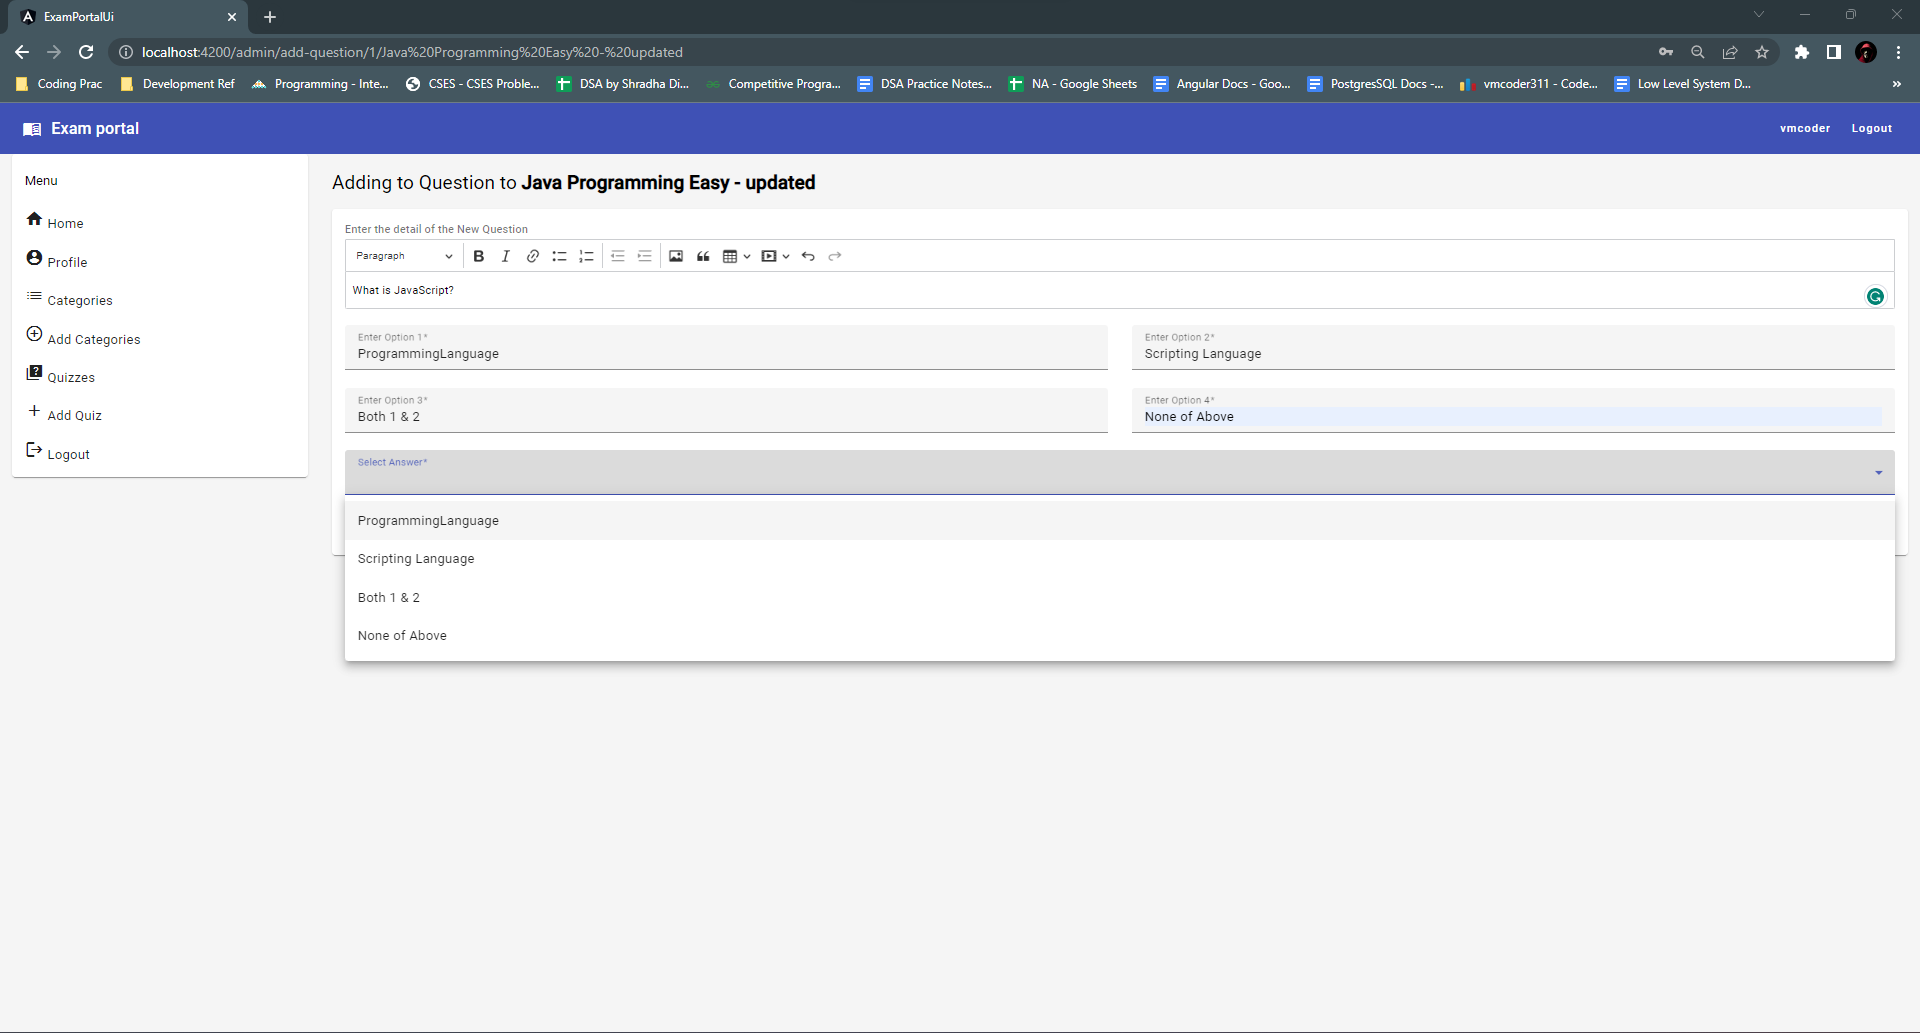 ExamPortalUi
localhost:4200/admin/add-question/1/Java%20Programming%20Easy%20-%20updated
Coding Prac Development Ref Programming - Inte... CSES - CSES Proble... DSA by Shradha Di... Competitive Progra... DSA Practice Notes... NA - Google Sheets Angular Docs - Goo... PostgresSQL Docs -... vmcoder311 - Code... Low Level System D... »
Exam portal vmcoder Logout
Menu
Home
Profile
Categories
Add Categories
Quizzes
Add Quiz
Logout
Adding to Question to Java Programming Easy - updated
Enter the detail of the New Question
Paragraph
What is JavaScript?
Enter Option 1*
ProgrammingLanguage
Enter Option 2*
Scripting Language
Enter Option 3*
Both 1 & 2
Enter Option 4*
None of Above
Select Answer*
ProgrammingLanguage
Scripting Language
Both 1 & 2
None of Above